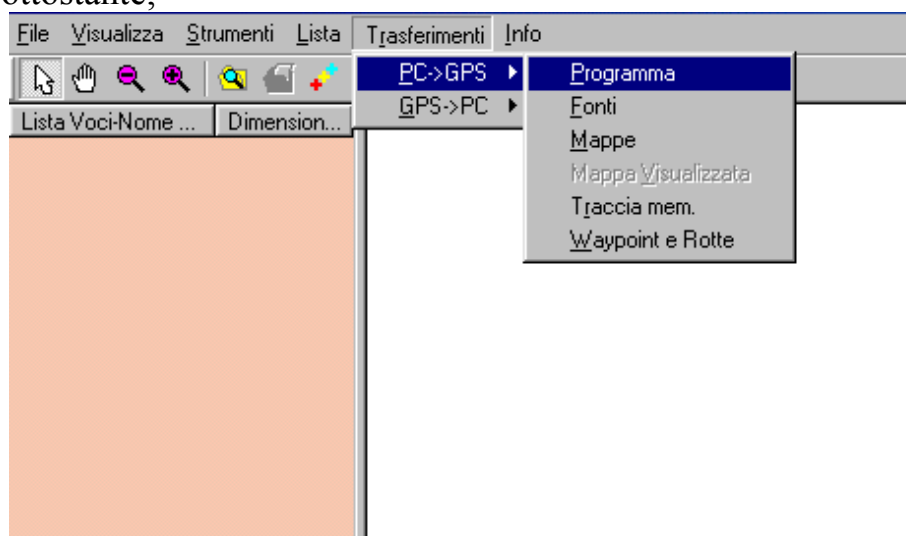 ottostante;
File Visualizza Strumenti Lista Trasferimenti Info
PC->GPS
GPS->PC
Programma
Fonti
Mappe
Mappa Visualizzata
Traccia mem.
Waypoint e Rotte
Lista Voci-Nome ... Dimension...